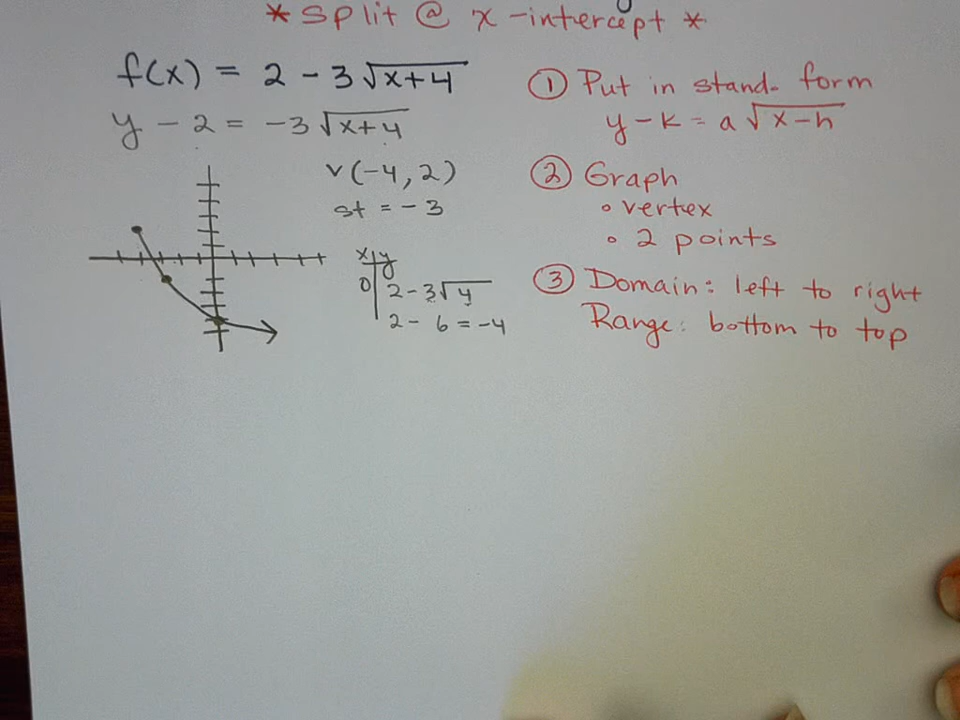 * split @ x-intercept *
f(x) = 2 - 3√x+4
y - 2 = -3√x+4
v(-4, 2)
st = -3
x y
0 2 - 3√4
2 - 6 = -4
① Put in stand. form
y - k = a√x-h
② Graph
∘ vertex
∘ 2 points
③ Domain: left to right
Range: bottom to top